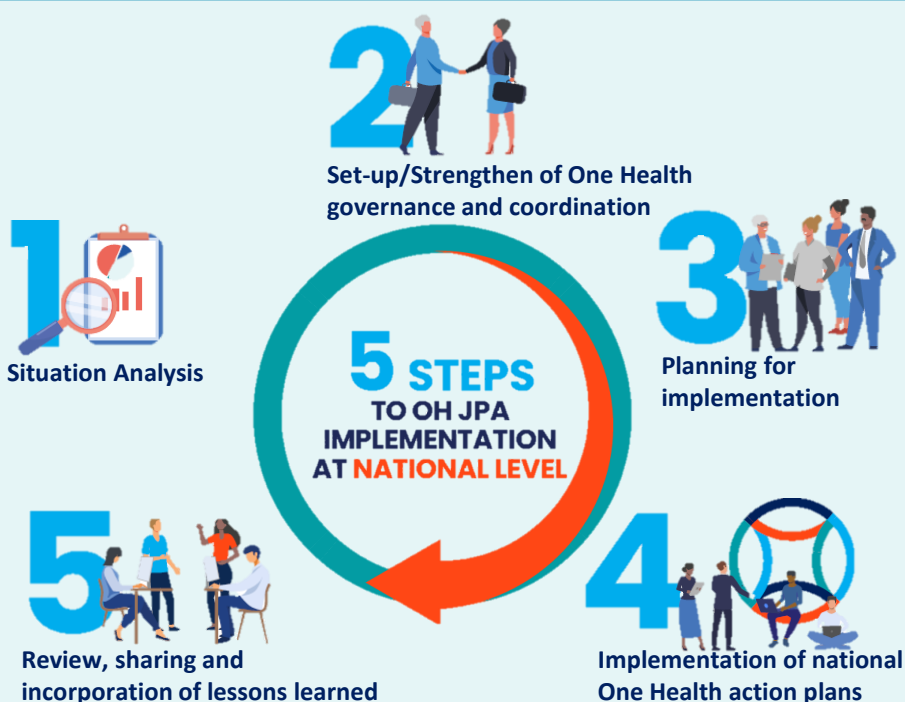 1
Situation Analysis
2
Set-up/Strengthen of One Health
governance and coordination
3
Planning for
implementation
4
Implementation of national
One Health action plans
5
Review, sharing and
incorporation of lessons learned
5 STEPS
TO OH JPA
IMPLEMENTATION
AT NATIONAL LEVEL